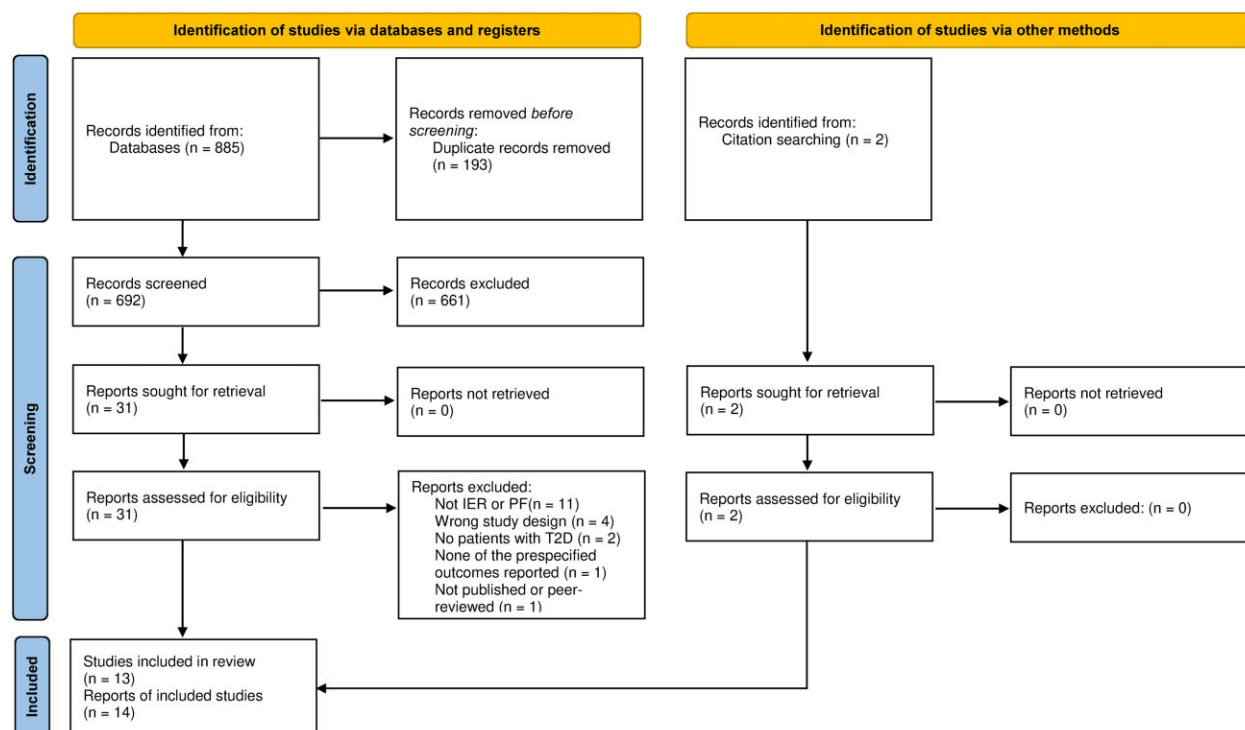 Identification of studies via databases and registers
Identification of studies via other methods
Identification
Records identified from:
Databases (n = 885)
Records removed before
screening:
Duplicate records removed
(n = 193)
Records identified from:
Citation searching (n = 2)
Screening
Records screened
(n = 692)
Records excluded
(n = 661)
Reports sought for retrieval
(n = 31)
Reports not retrieved
(n = 0)
Reports sought for retrieval
(n = 2)
Reports not retrieved
(n = 0)
Reports assessed for eligibility
(n = 31)
Reports excluded:
Not IER or PF(n = 11)
Wrong study design (n = 4)
No patients with T2D (n = 2)
None of the prespecified
outcomes reported (n = 1)
Not published or peer-
reviewed (n = 1)
Reports assessed for eligibility
(n = 2)
Reports excluded: (n = 0)
Included
Studies included in review
(n = 13)
Reports of included studies
(n = 14)